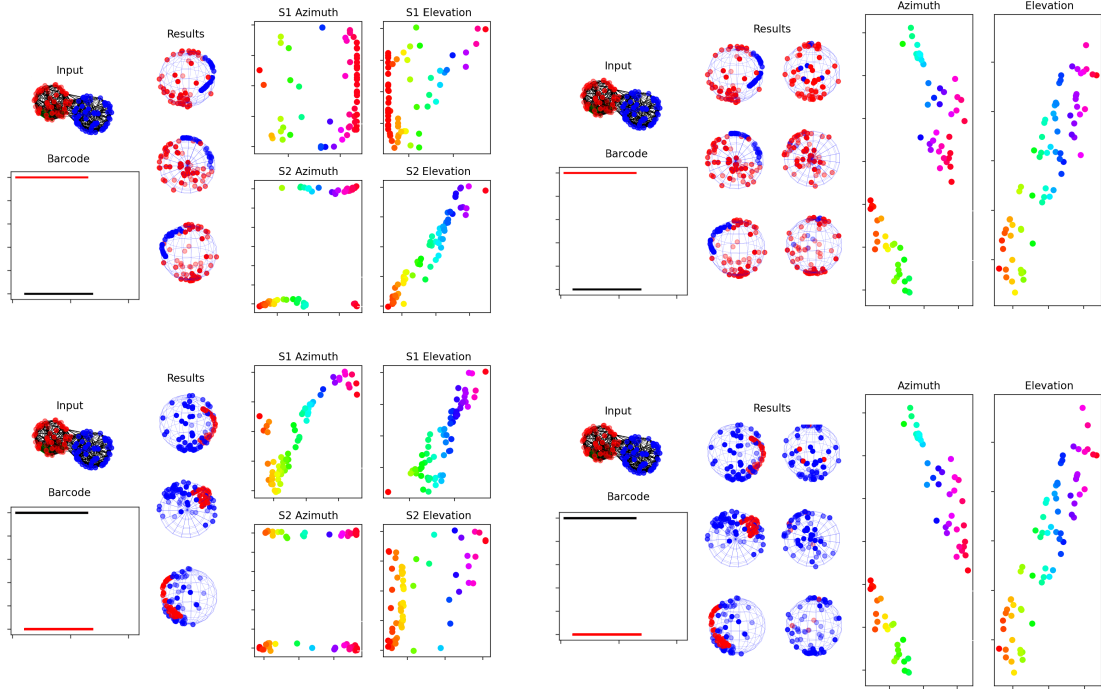 S1 Azimuth
S1 Elevation
Results
Input
Barcode
S2 Azimuth
S2 Elevation
Azimuth
Elevation
Results
Input
Barcode
S1 Azimuth
S1 Elevation
Results
Input
Barcode
S2 Azimuth
S2 Elevation
Azimuth
Elevation
Results
Input
Barcode